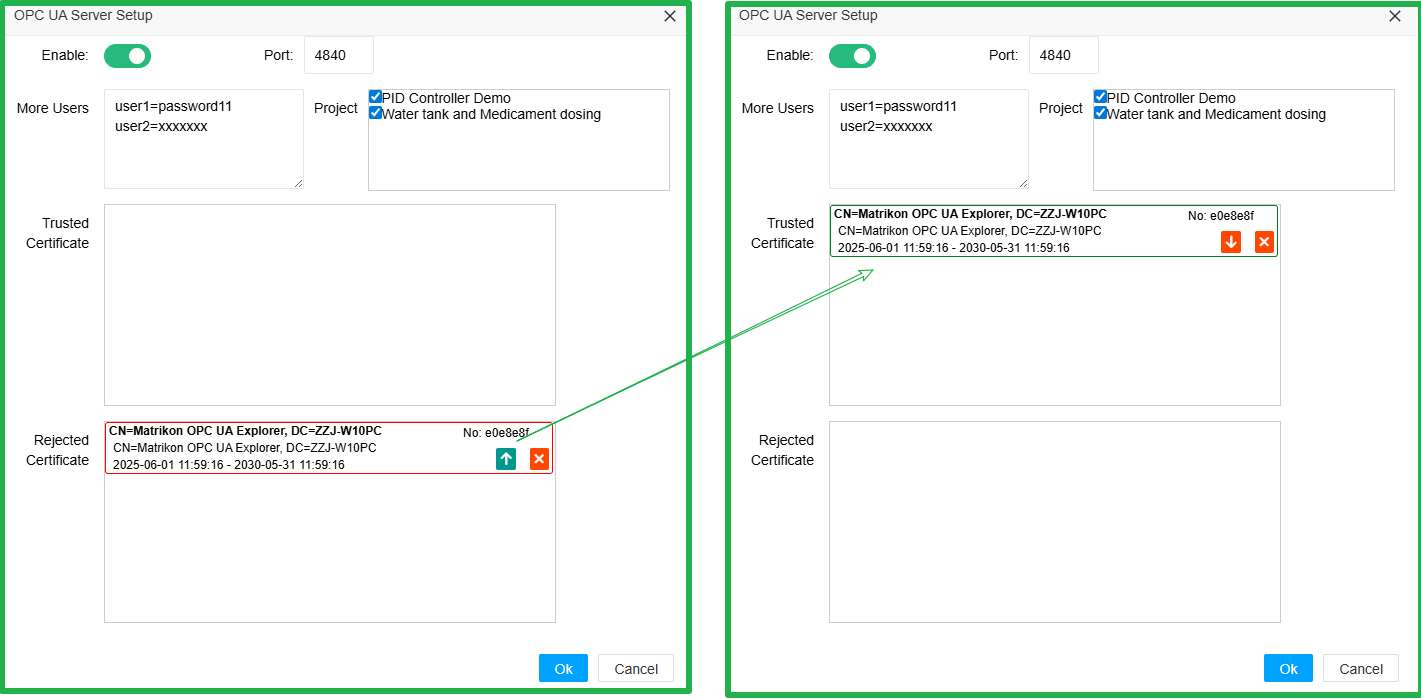 OPC UA Server Setup
Enable:
Port:
4840
More Users
user1=password11
user2=xxxxxxx
Project
PID Controller Demo
Water tank and Medicament dosing
Trusted
Certificate
Rejected
Certificate
CN=Matrikon OPC UA Explorer, DC=ZZJ-W10PC
No: e0e8e8f
CN=Matrikon OPC UA Explorer, DC=ZZJ-W10PC
2025-06-01 11:59:16 - 2030-05-31 11:59:16
Ok
Cancel
OPC UA Server Setup
Enable:
Port:
4840
More Users
user1=password11
user2=xxxxxxx
Project
PID Controller Demo
Water tank and Medicament dosing
Trusted
Certificate
CN=Matrikon OPC UA Explorer, DC=ZZJ-W10PC
No: e0e8e8f
CN=Matrikon OPC UA Explorer, DC=ZZJ-W10PC
2025-06-01 11:59:16 - 2030-05-31 11:59:16
Rejected
Certificate
Ok
Cancel